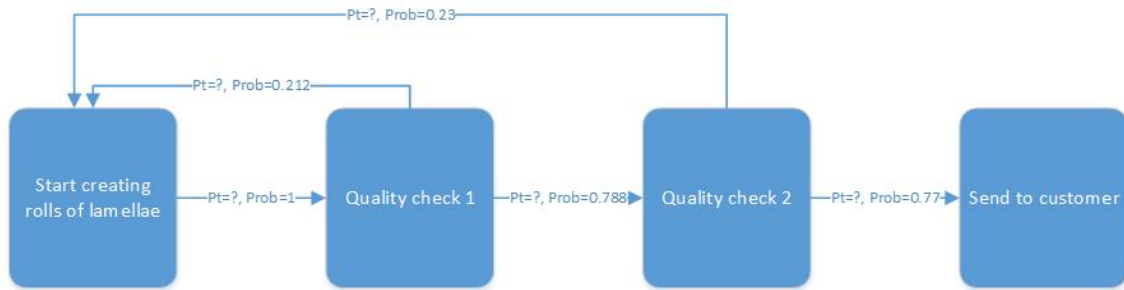 Pt=?, Prob=0.23
Pt=?, Prob=0.212
Start creating
rolls of lamellae
Pt=?, Prob=1
Quality check 1
Pt=?, Prob=0.788
Quality check 2
Pt=?, Prob=0.77
Send to customer